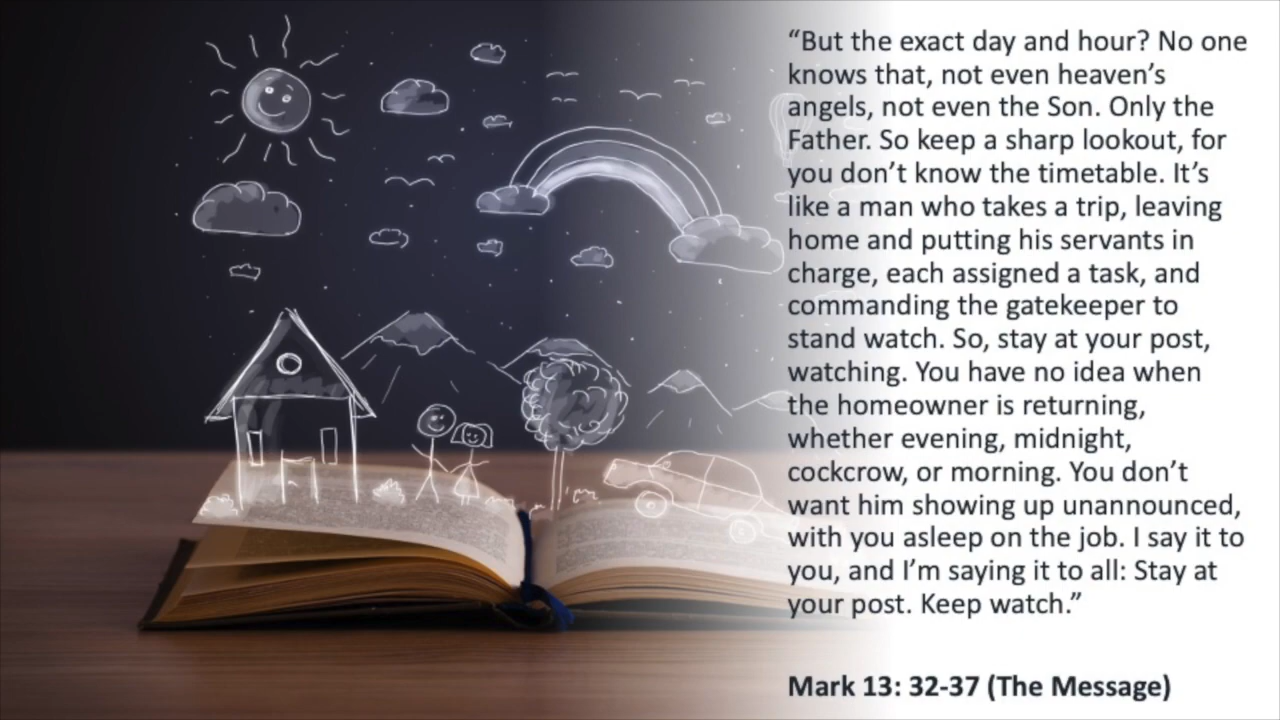 “But the exact day and hour? No one
knows that, not even heaven’s
angels, not even the Son. Only the
Father. So keep a sharp lookout, for
you don’t know the timetable. It’s
like a man who takes a trip, leaving
home and putting his servants in
charge, each assigned a task, and
commanding the gatekeeper to
stand watch. So, stay at your post,
watching. You have no idea when
the homeowner is returning,
whether evening, midnight,
cockcrow, or morning. You don’t
want him showing up unannounced,
with you asleep on the job. I say it to
you, and I’m saying it to all: Stay at
your post. Keep watch.”
Mark 13: 32-37 (The Message)